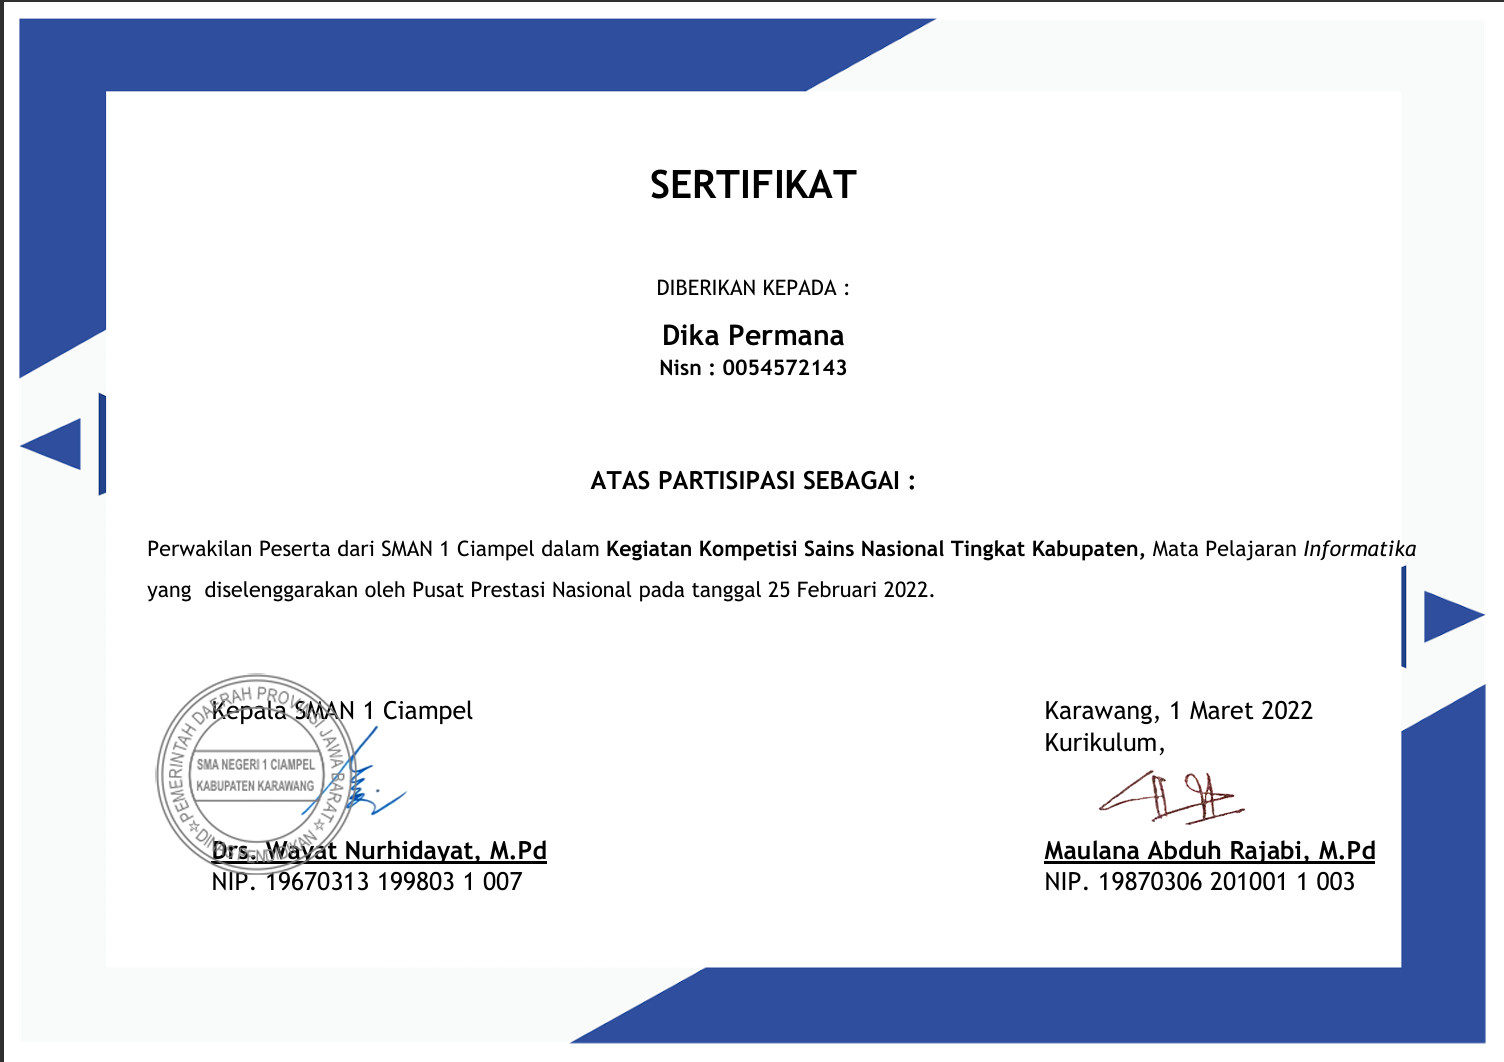 SERTIFIKAT
DIBERIKAN KEPADA :
Dika Permana
Nisn : 0054572143
ATAS PARTISIPASI SEBAGAI :
Perwakilan Peserta dari SMAN 1 Ciampel dalam Kegiatan Kompetisi Sains Nasional Tingkat Kabupaten, Mata Pelajaran Informatika
yang  diselenggarakan oleh Pusat Prestasi Nasional pada tanggal 25 Februari 2022.
Kepala SMAN 1 Ciampel
PEMERINTAH DAERAH PROVINSI JAWA BARAT
SMA NEGERI 1 CIAMPEL
KABUPATEN KARAWANG
DINAS PENDIDIKAN
Drs. Wayat Nurhidayat, M.Pd
NIP. 19670313 199803 1 007
Karawang, 1 Maret 2022
Kurikulum,
Maulana Abduh Rajabi, M.Pd
NIP. 19870306 201001 1 003